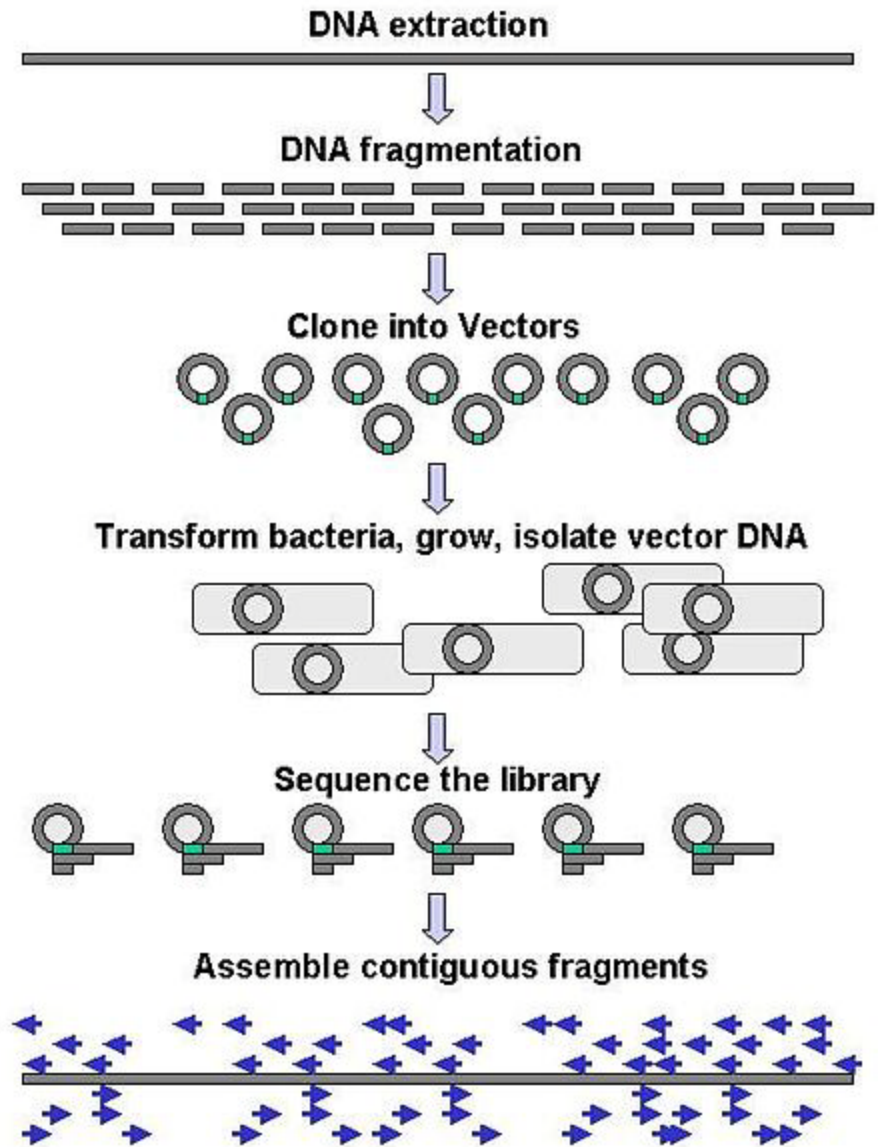 DNA extraction
DNA fragmentation
Clone into Vectors
Transform bacteria, grow, isolate vector DNA
Sequence the library
Assemble contiguous fragments